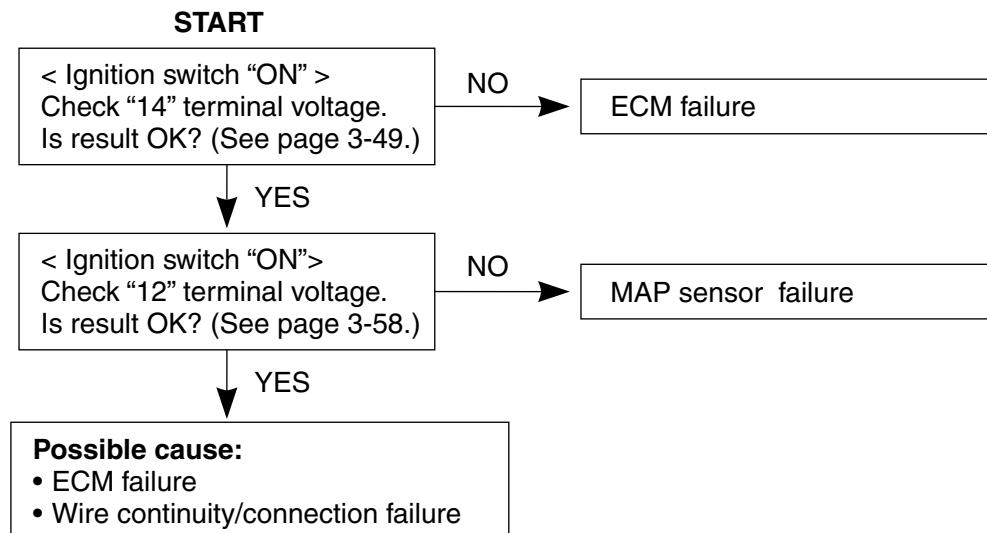 START
< Ignition switch “ON” >
Check “14” terminal voltage.
Is result OK? (See page 3-49.)
NO
ECM failure
YES
< Ignition switch “ON”>
Check “12” terminal voltage.
Is result OK? (See page 3-58.)
NO
MAP sensor  failure
YES
Possible cause:
• ECM failure
• Wire continuity/connection failure